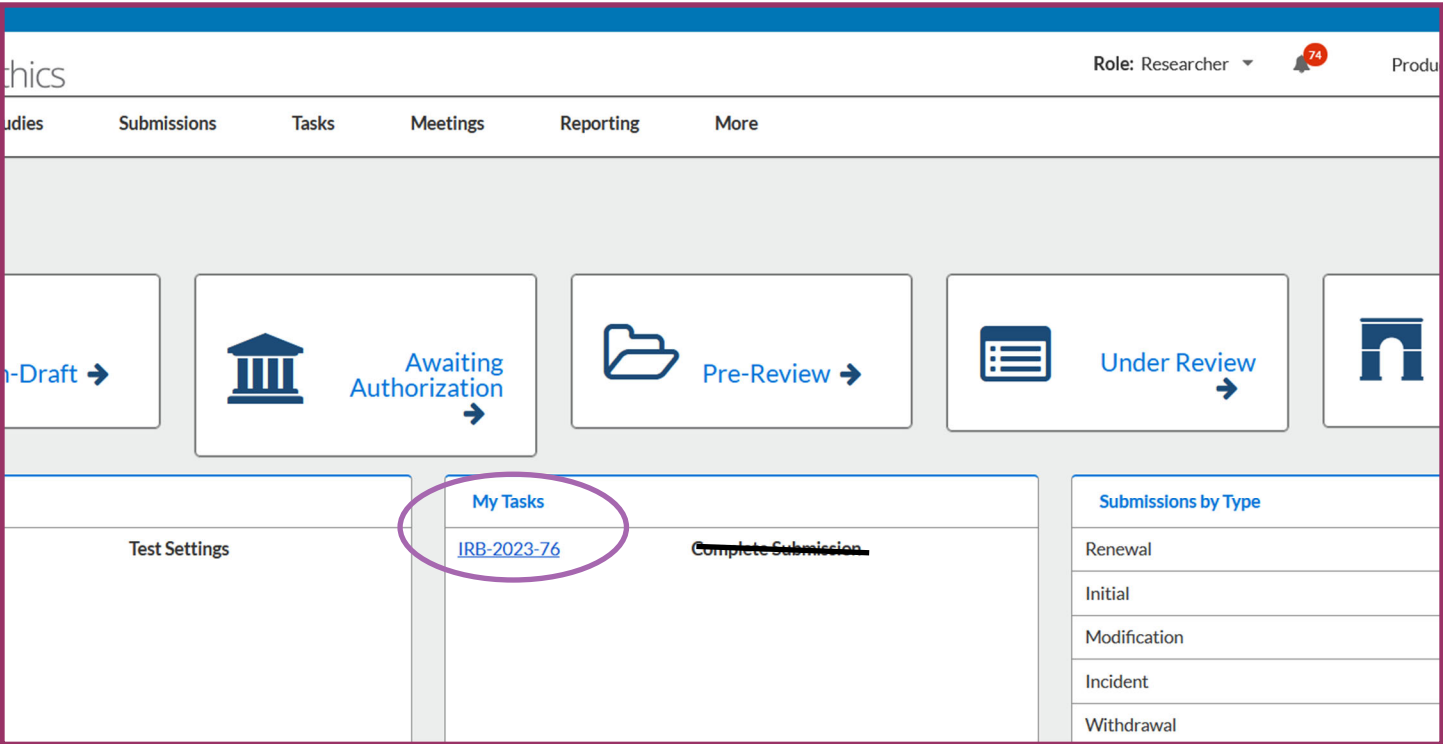 thics
Role: Researcher
74
Produ
udies Submissions Tasks Meetings Reporting More
n-Draft
Awaiting
Authorization
Pre-Review
Under Review
My Tasks
Submissions by Type
Test Settings
IRB-2023-76
Complete Submission
Renewal
Initial
Modification
Incident
Withdrawal